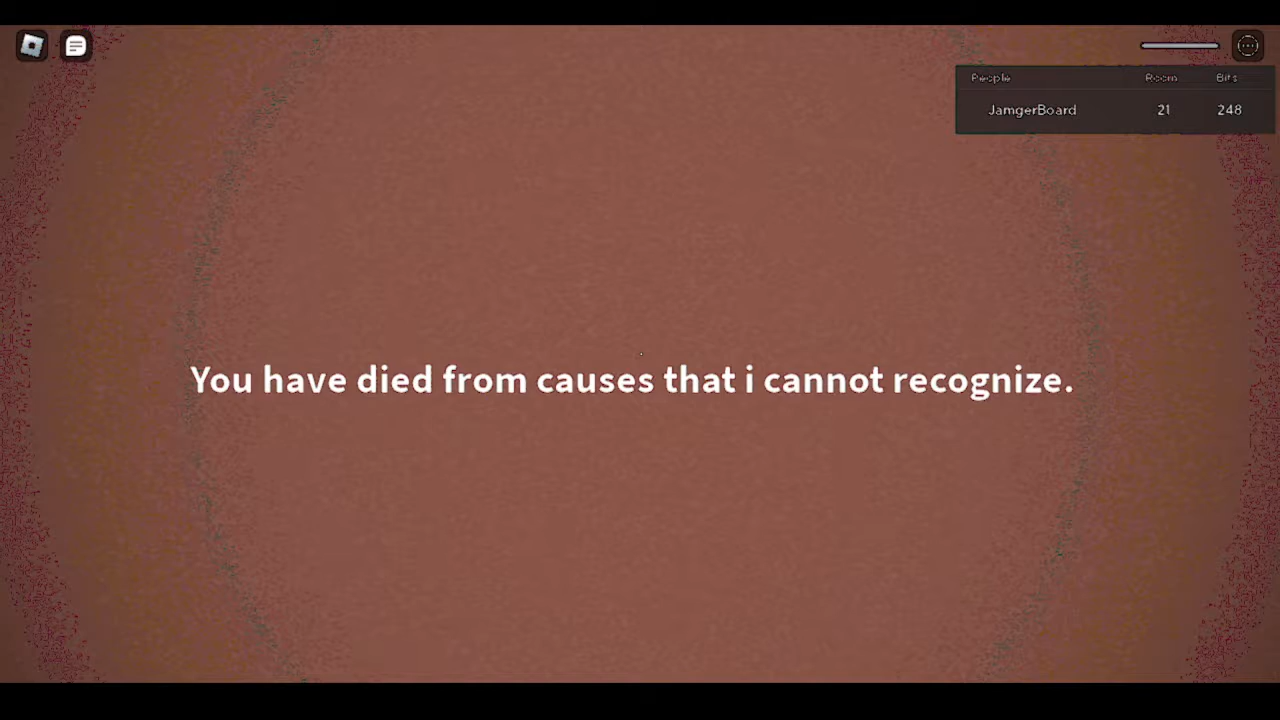 People Room Bits
JamgerBoard 21 248
You have died from causes that i cannot recognize.